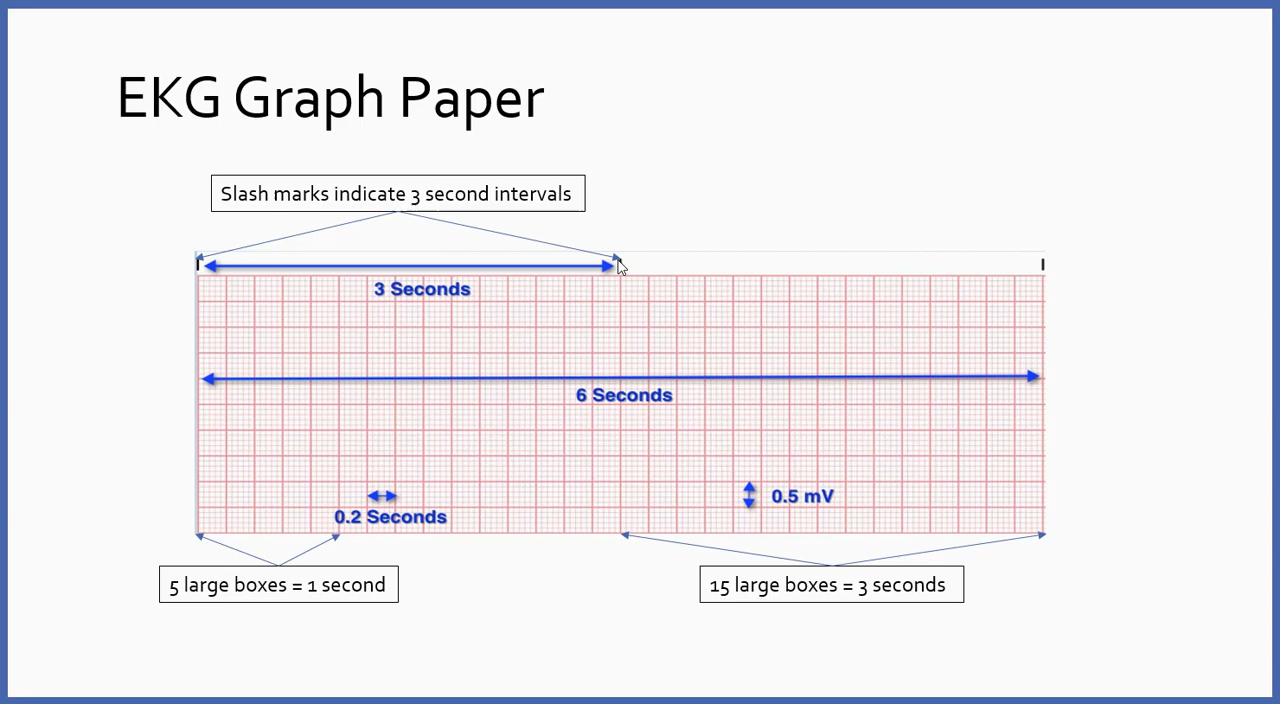 EKG Graph Paper
Slash marks indicate 3 second intervals
3 Seconds
6 Seconds
0.2 Seconds
0.5 mV
5 large boxes = 1 second
15 large boxes = 3 seconds